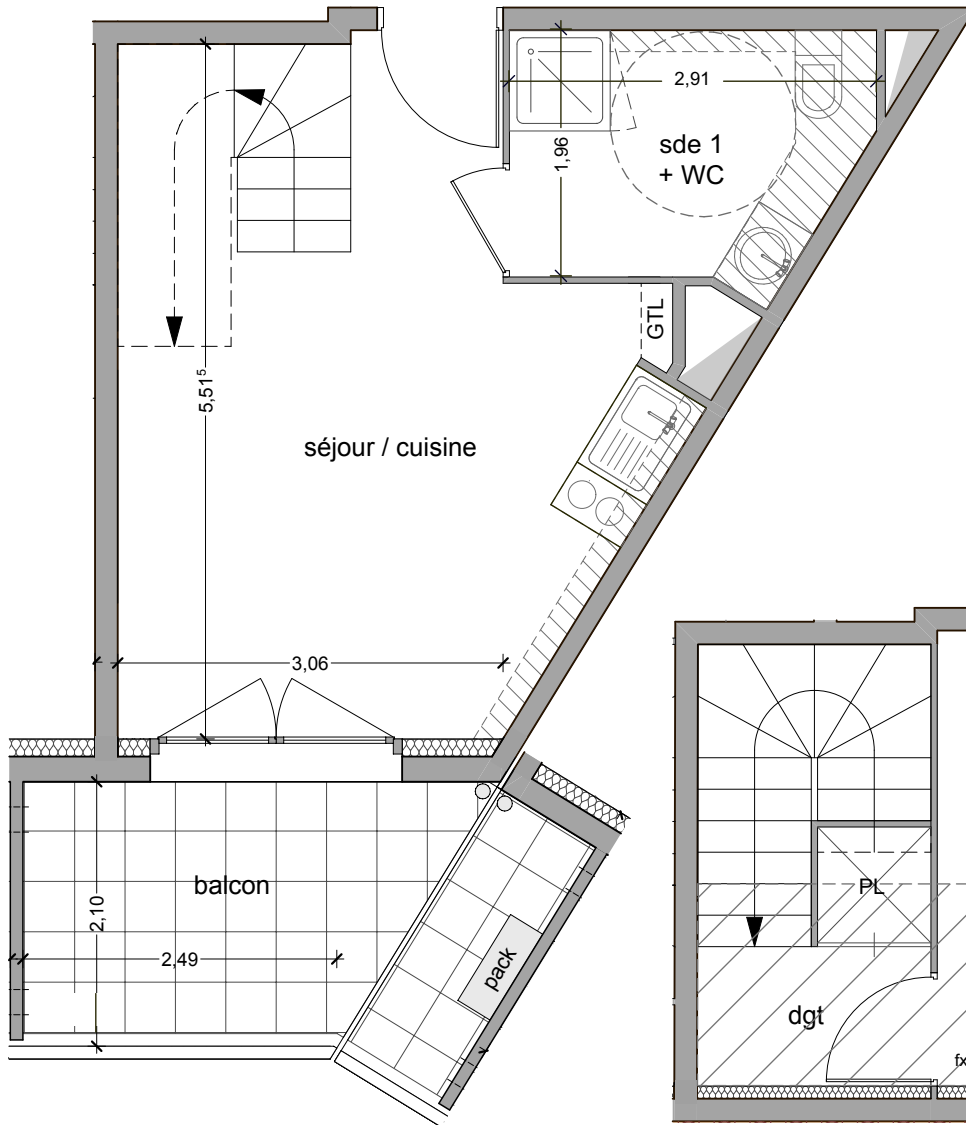 2,91
sde 1
+ WC
1,96
GTL
5,51⁵
séjour / cuisine
3,06
balcon
2,10
2,49
pack
PL
dgt
fx